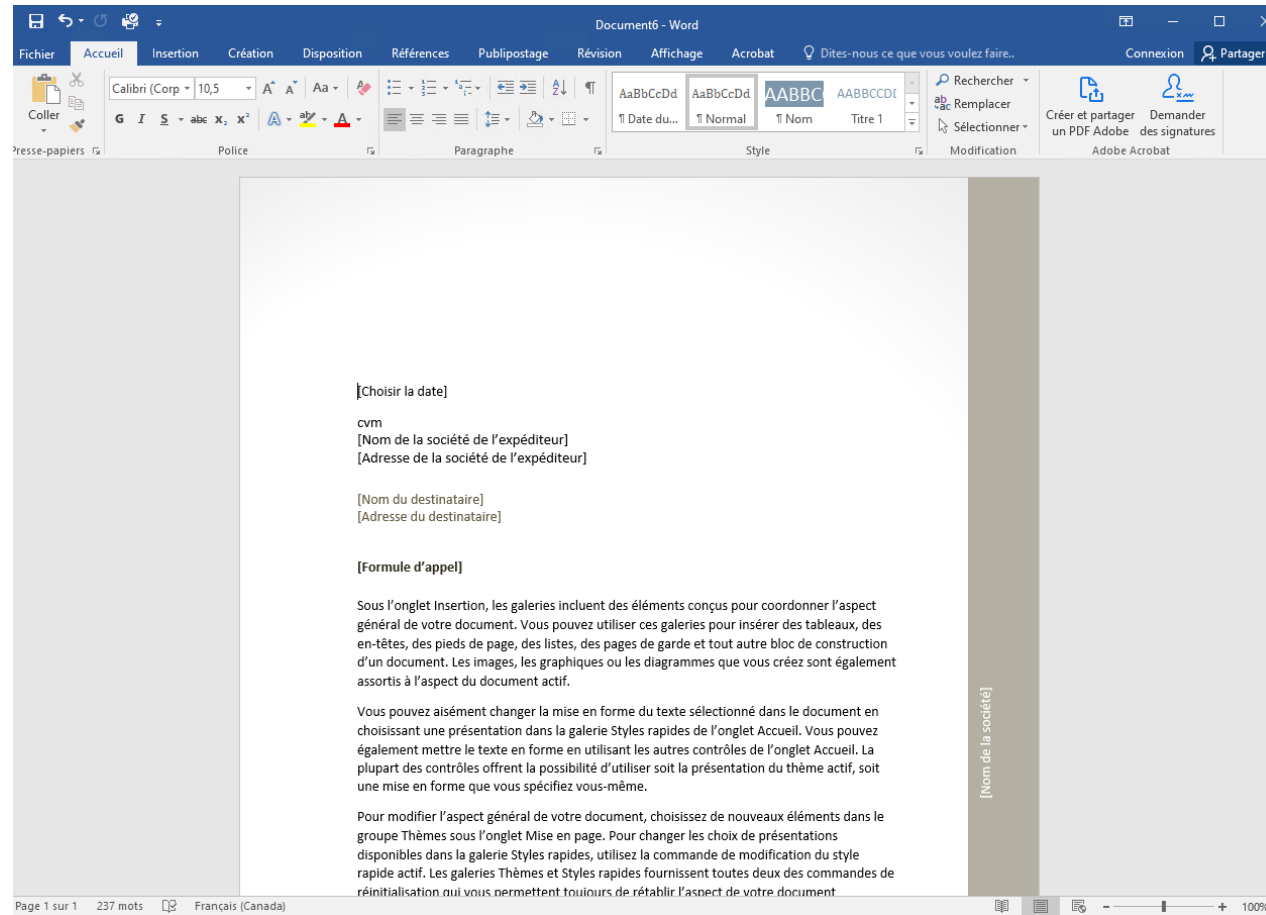 Document6 - Word
Fichier Accueil Insertion Création Disposition Références Publipostage Révision Affichage Acrobat Dites-nous ce que vous voulez faire.. Connexion Partager
Coller
Calibri (Corp 10,5
Aa
G I S abc X₂ X²
AaBbCcDd AaBbCcDd AABBC AABBCCDI
¶ Date du... ¶ Normal ¶ Nom Titre 1
Rechercher
Remplacer
Sélectionner
Créer et partager un PDF Adobe
Demander des signatures
Presse-papiers Police Paragraphe Style Modification Adobe Acrobat
[Choisir la date]
cvm
[Nom de la société de l’expéditeur]
[Adresse de la société de l’expéditeur]
[Nom du destinataire]
[Adresse du destinataire]
[Formule d’appel]
Sous l’onglet Insertion, les galeries incluent des éléments conçus pour coordonner l’aspect
général de votre document. Vous pouvez utiliser ces galeries pour insérer des tableaux, des
en-têtes, des pieds de page, des listes, des pages de garde et tout autre bloc de construction
d’un document. Les images, les graphiques ou les diagrammes que vous créez sont également
assortis à l’aspect du document actif.
Vous pouvez aisément changer la mise en forme du texte sélectionné dans le document en
choisissant une présentation dans la galerie Styles rapides de l’onglet Accueil. Vous pouvez
également mettre le texte en forme en utilisant les autres contrôles de l’onglet Accueil. La
plupart des contrôles offrent la possibilité d’utiliser soit la présentation du thème actif, soit
une mise en forme que vous spécifiez vous-même.
Pour modifier l’aspect général de votre document, choisissez de nouveaux éléments dans le
groupe Thèmes sous l’onglet Mise en page. Pour changer les choix de présentations
disponibles dans la galerie Styles rapides, utilisez la commande de modification du style
rapide actif. Les galeries Thèmes et Styles rapides fournissent toutes deux des commandes de
réinitialisation qui vous permettent toujours de rétablir l’aspect de votre document
[Nom de la société]
Page 1 sur 1 237 mots Français (Canada) 100%